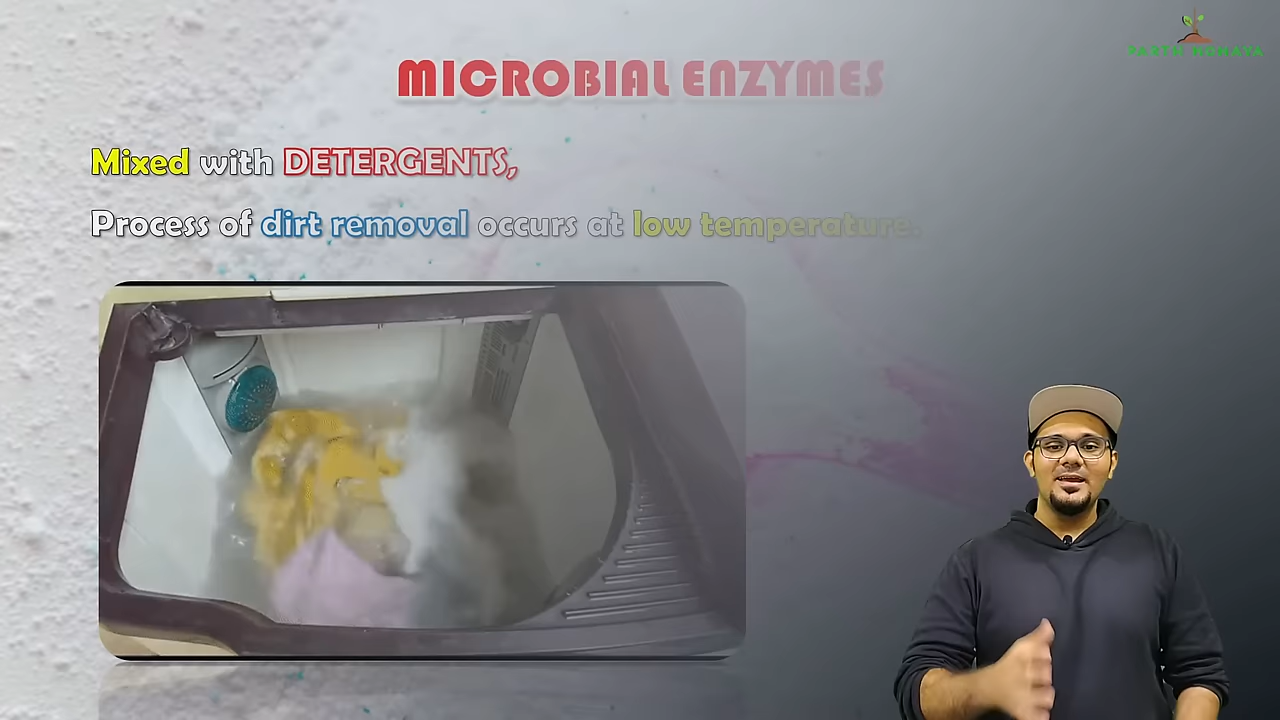 MICROBIAL ENZYMES
Mixed with DETERGENTS,
Process of dirt removal occurs at low temperature.